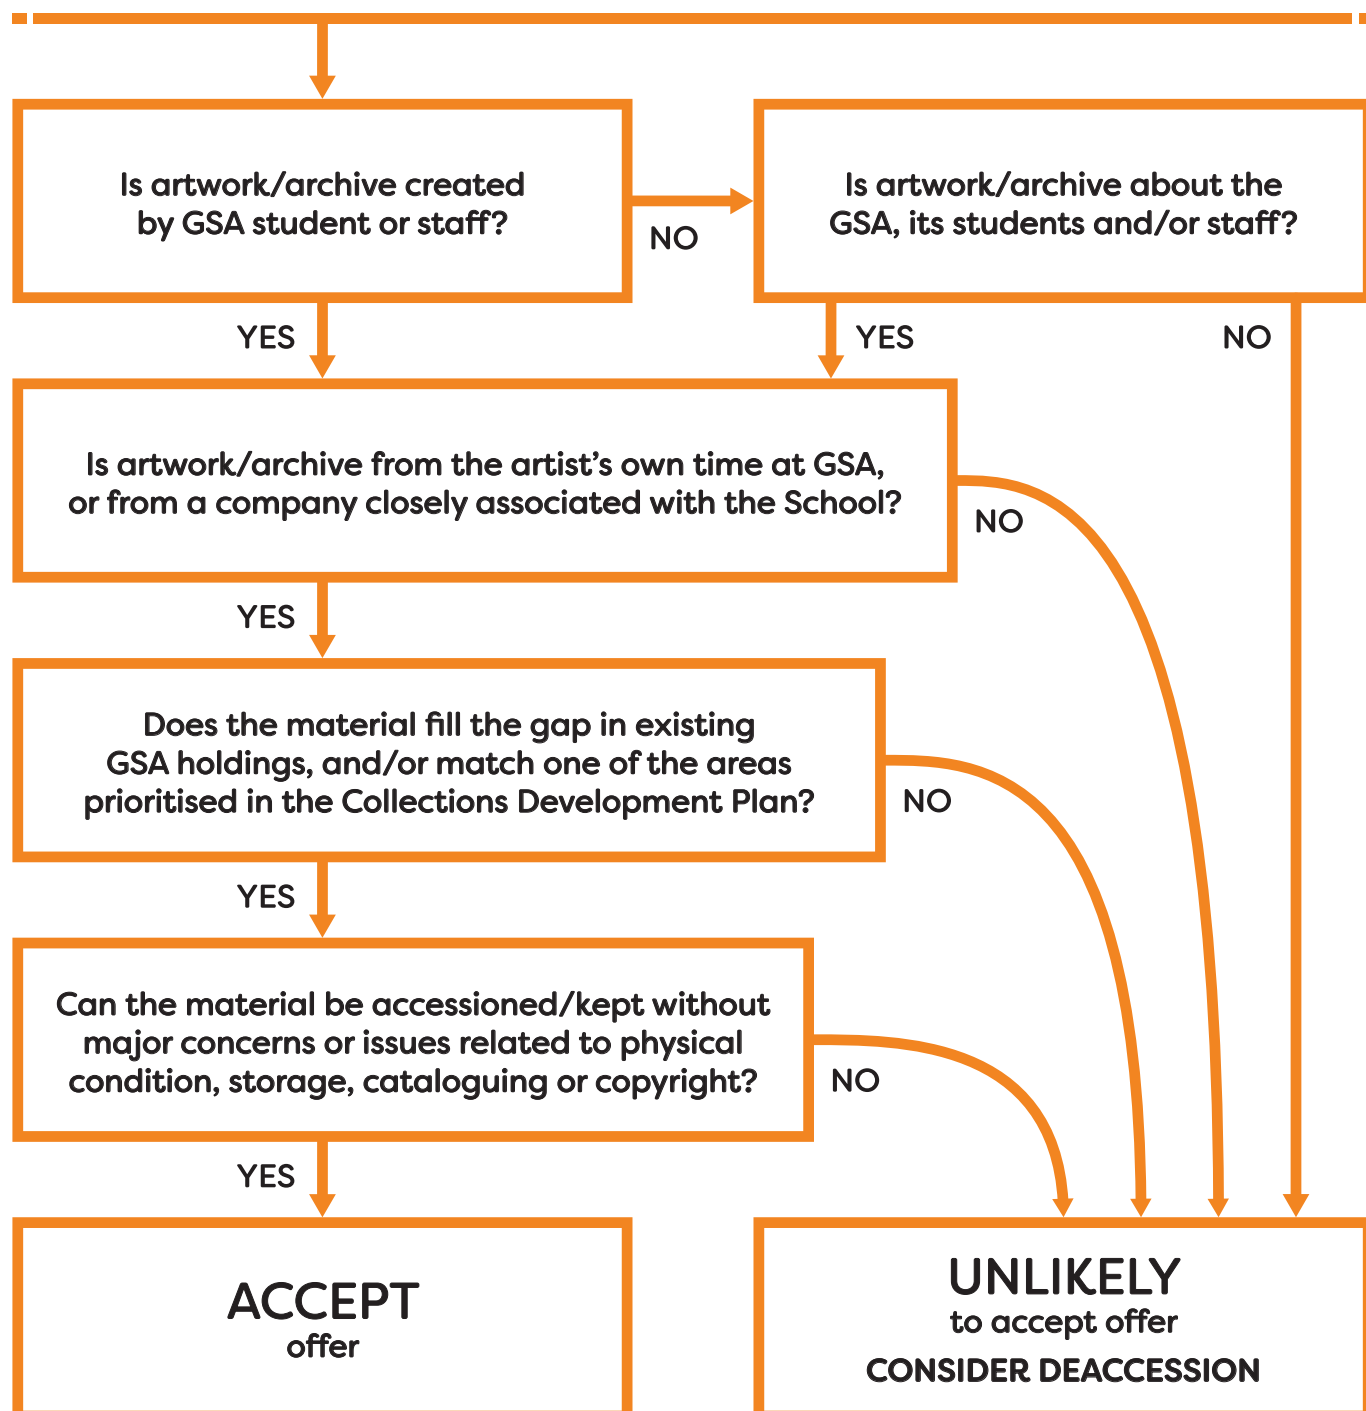 Is artwork/archive created
by GSA student or staff?
NO
Is artwork/archive about the
GSA, its students and/or staff?
YES
YES
NO
Is artwork/archive from the artist’s own time at GSA,
or from a company closely associated with the School?
NO
YES
Does the material fill the gap in existing
GSA holdings, and/or match one of the areas
prioritised in the Collections Development Plan?
NO
YES
Can the material be accessioned/kept without
major concerns or issues related to physical
condition, storage, cataloguing or copyright?
NO
YES
ACCEPT
offer
UNLIKELY
to accept offer
CONSIDER DEACCESSION